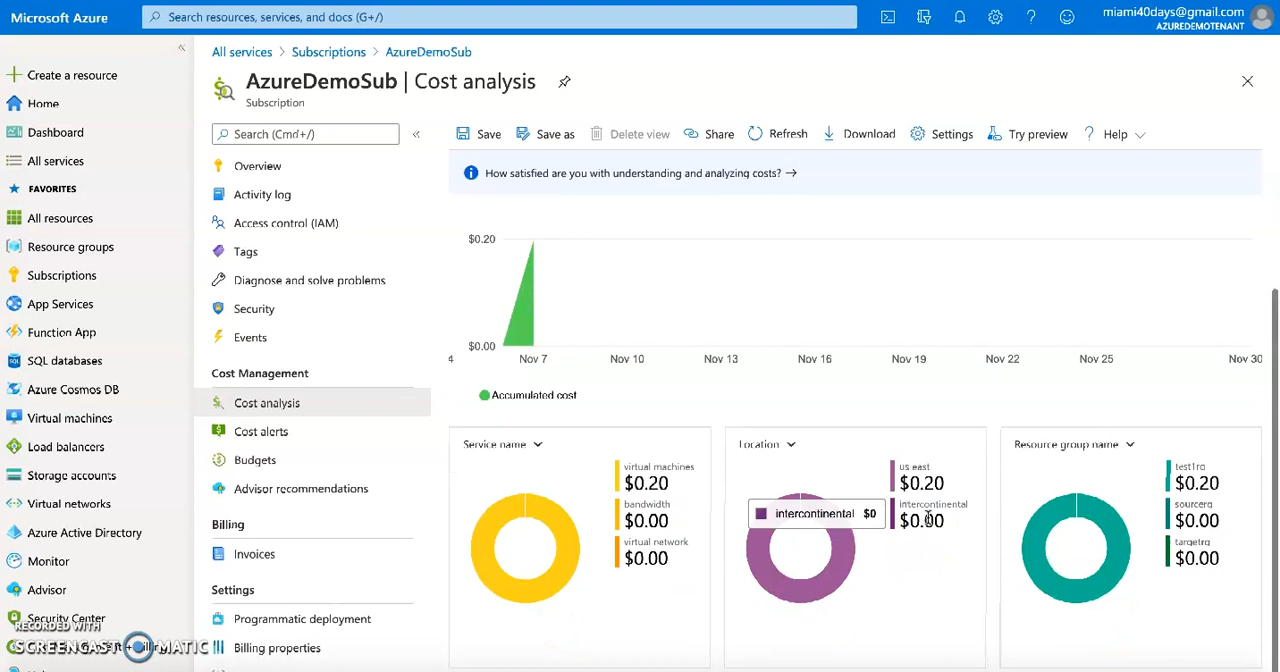 Microsoft Azure
Search resources, services, and docs (G+/)
miami40days@gmail.com
AZUREDEMOTENANT
All services > Subscriptions > AzureDemoSub
AzureDemoSub | Cost analysis
Subscription
Create a resource
Home
Dashboard
All services
FAVORITES
All resources
Resource groups
Subscriptions
App Services
Function App
SQL databases
Azure Cosmos DB
Virtual machines
Load balancers
Storage accounts
Virtual networks
Azure Active Directory
Monitor
Advisor
Security Center
RECORDED WITH
SCREENCAST MATIC
Search (Cmd+/)
Overview
Activity log
Access control (IAM)
Tags
Diagnose and solve problems
Security
Events
Cost Management
Cost analysis
Cost alerts
Budgets
Advisor recommendations
Billing
Invoices
Settings
Programmatic deployment
Billing properties
Save Save as Delete view Share Refresh Download Settings Try preview Help
How satisfied are you with understanding and analyzing costs? →
$0.20
$0.00
4 Nov 7 Nov 10 Nov 13 Nov 16 Nov 19 Nov 22 Nov 25 Nov 30
Accumulated cost
Service name
virtual machines
$0.20
bandwidth
$0.00
virtual network
$0.00
Location
us east
$0.20
intercontinental
$0.00
intercontinental $0
Resource group name
test1rg
$0.20
sourcerg
$0.00
targetrg
$0.00